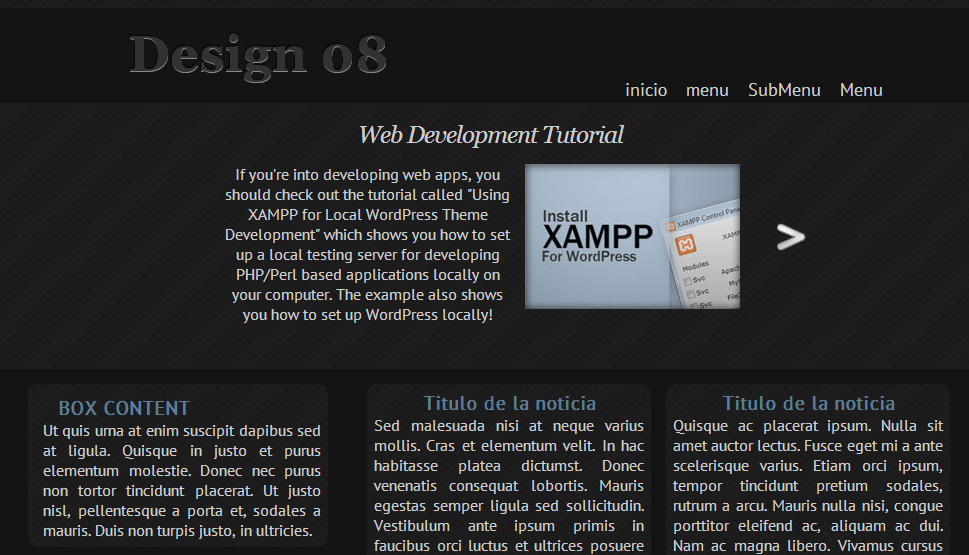 Design 08
inicio menu SubMenu Menu
Web Development Tutorial
If you're into developing web apps, you
should check out the tutorial called "Using
XAMPP for Local WordPress Theme
Development" which shows you how to set
up a local testing server for developing
PHP/Perl based applications locally on
your computer. The example also shows
you how to set up WordPress locally!
Install
XAMPP
For WordPress
XAMPP Control Pane
XAMPP
Modules
Svc Apach
Svc My
Svc File
>
BOX CONTENT
Ut quis urna at enim suscipit dapibus sed
at ligula. Quisque in justo et purus
elementum molestie. Donec nec purus
non tortor tincidunt placerat. Ut justo
nisl, pellentesque a porta et, sodales a
mauris. Duis non turpis justo, in ultricies.
Titulo de la noticia
Sed malesuada nisi at neque varius
mollis. Cras et elementum velit. In hac
habitasse platea dictumst. Donec
venenatis consequat lobortis. Mauris
egestas semper ligula sed sollicitudin.
Vestibulum ante ipsum primis in
faucibus orci luctus et ultrices posuere
Titulo de la noticia
Quisque ac placerat ipsum. Nulla sit
amet auctor lectus. Fusce eget mi a ante
scelerisque varius. Etiam orci ipsum,
tempor tincidunt pretium sodales,
rutrum a arcu. Mauris nulla nisi, congue
porttitor eleifend ac, aliquam ac dui.
Nam ac magna libero. Vivamus cursus